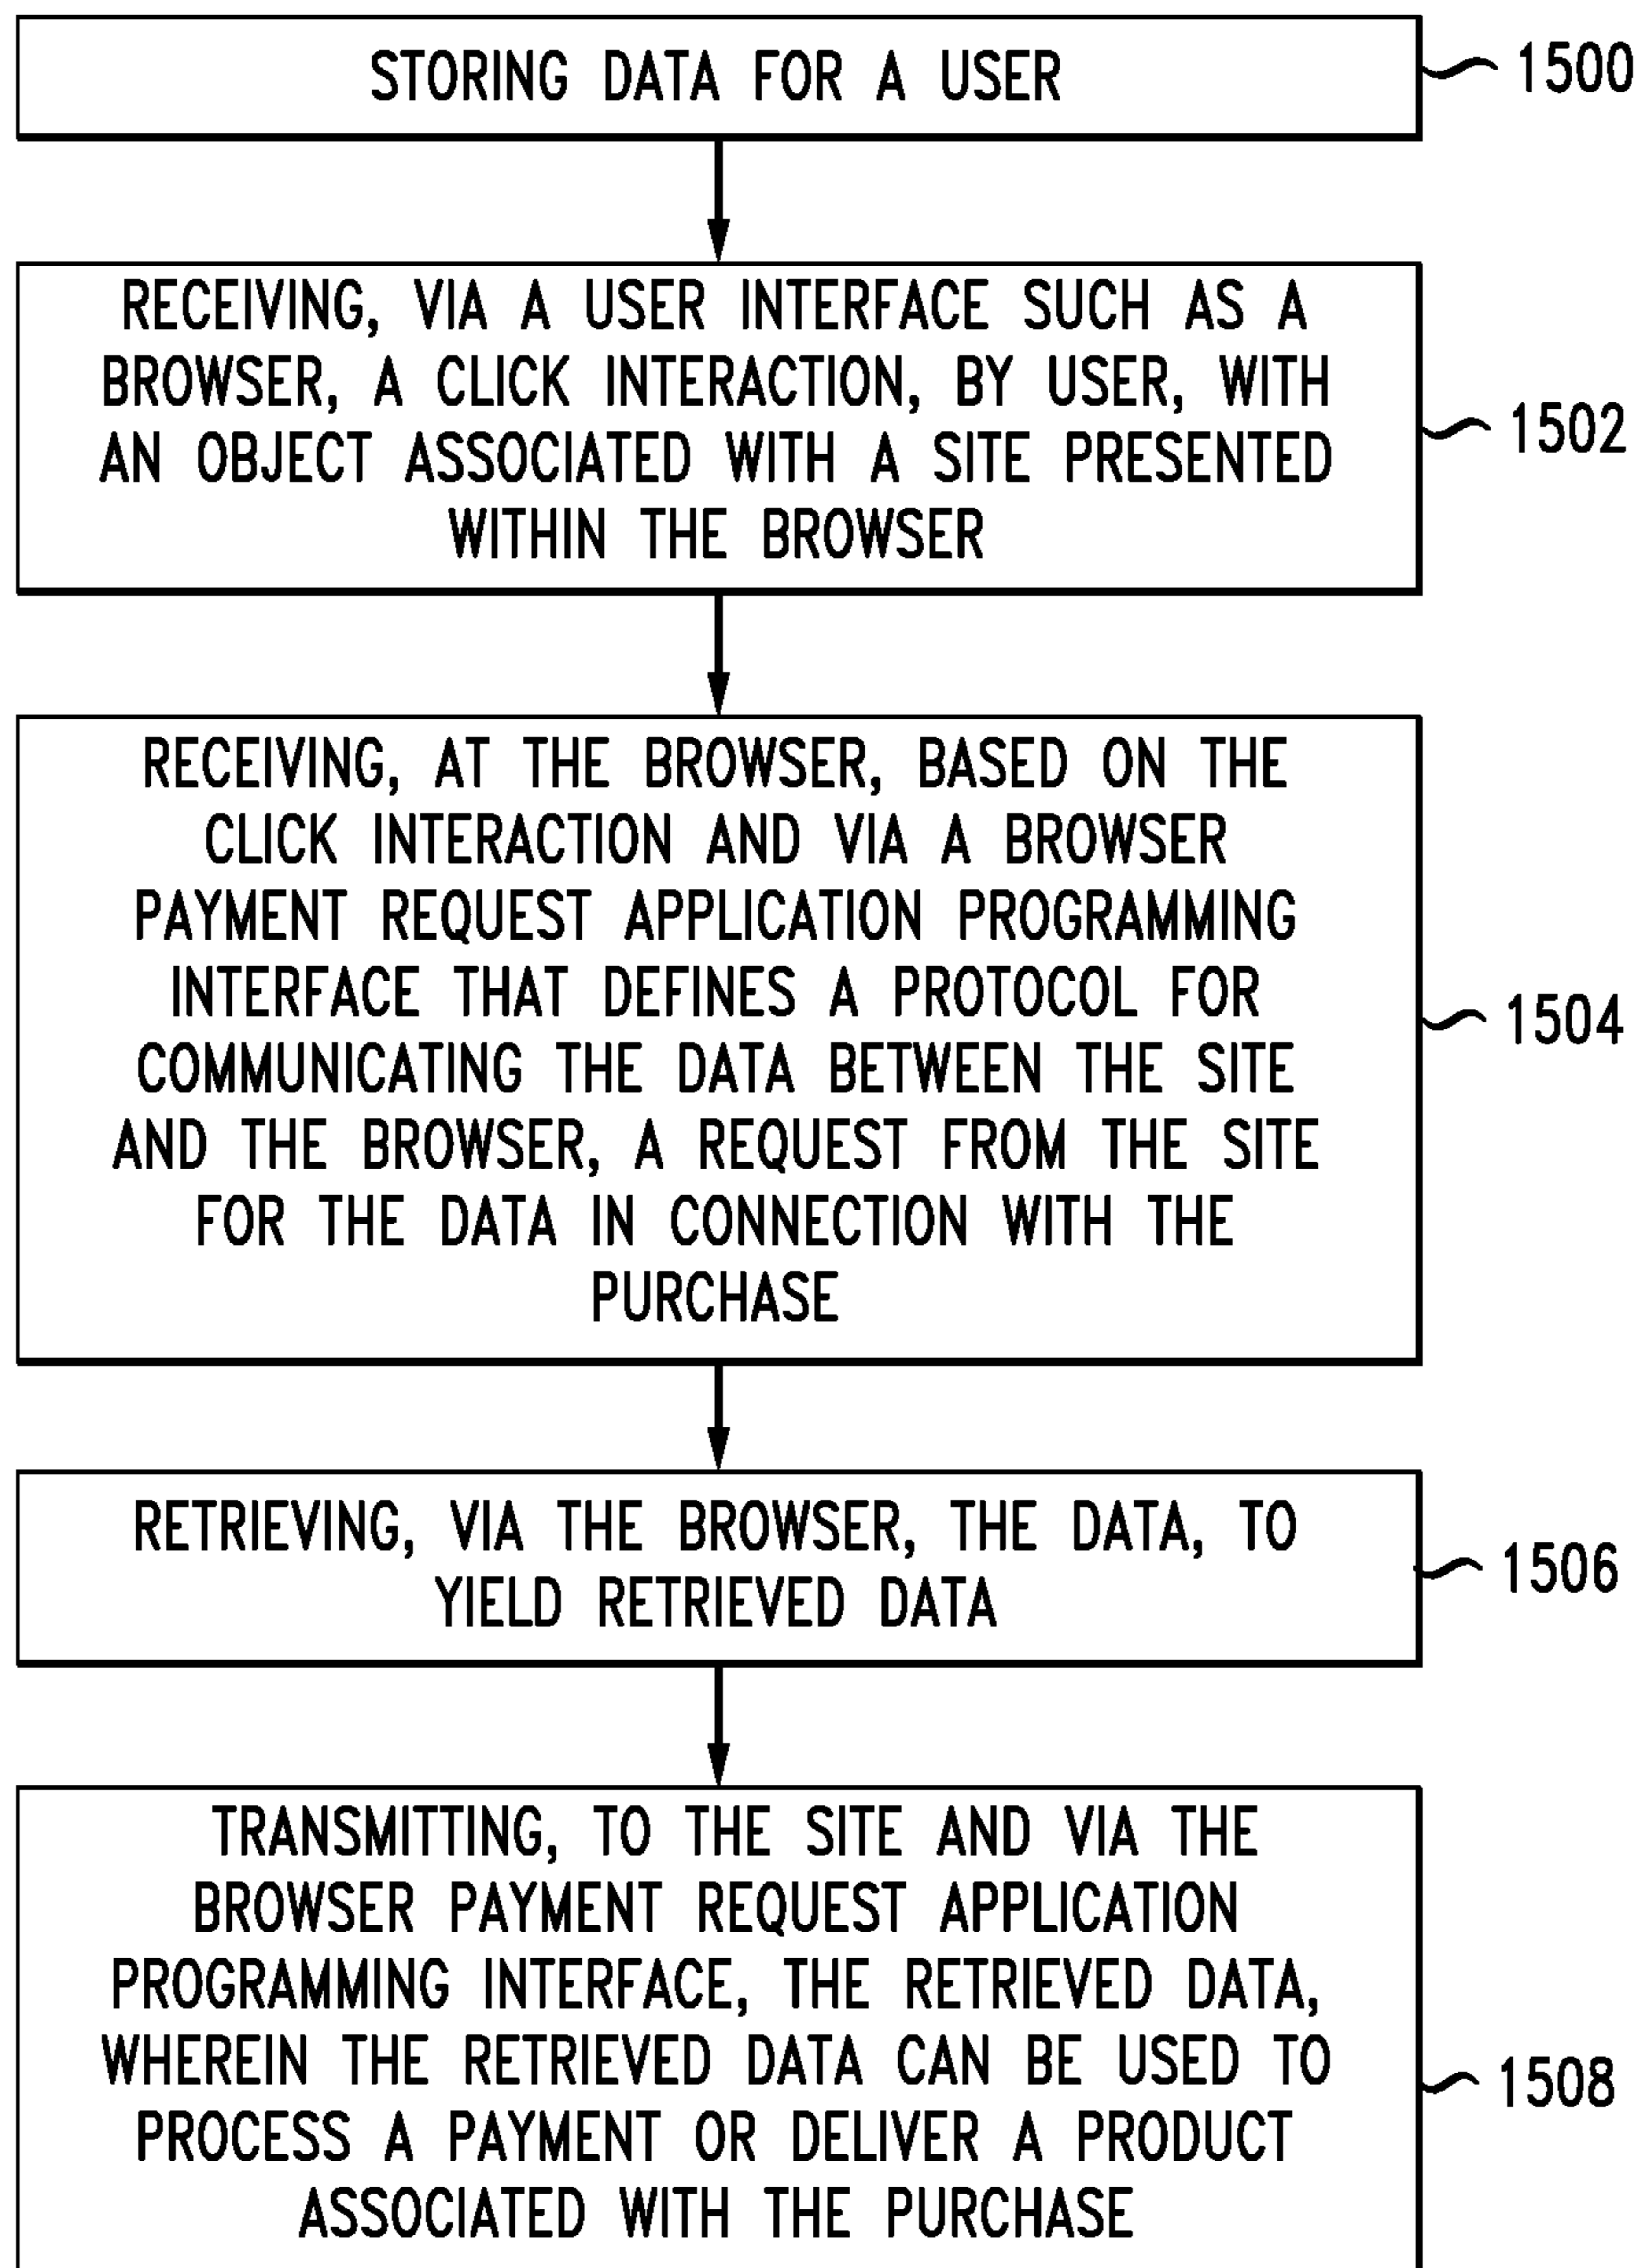 STORING DATA FOR A USER
1500
RECEIVING, VIA A USER INTERFACE SUCH AS A
BROWSER, A CLICK INTERACTION, BY USER, WITH
AN OBJECT ASSOCIATED WITH A SITE PRESENTED
WITHIN THE BROWSER
1502
RECEIVING, AT THE BROWSER, BASED ON THE
CLICK INTERACTION AND VIA A BROWSER
PAYMENT REQUEST APPLICATION PROGRAMMING
INTERFACE THAT DEFINES A PROTOCOL FOR
COMMUNICATING THE DATA BETWEEN THE SITE
AND THE BROWSER, A REQUEST FROM THE SITE
FOR THE DATA IN CONNECTION WITH THE
PURCHASE
1504
RETRIEVING, VIA THE BROWSER, THE DATA, TO
YIELD RETRIEVED DATA
1506
TRANSMITTING, TO THE SITE AND VIA THE
BROWSER PAYMENT REQUEST APPLICATION
PROGRAMMING INTERFACE, THE RETRIEVED DATA,
WHEREIN THE RETRIEVED DATA CAN BE USED TO
PROCESS A PAYMENT OR DELIVER A PRODUCT
ASSOCIATED WITH THE PURCHASE
1508